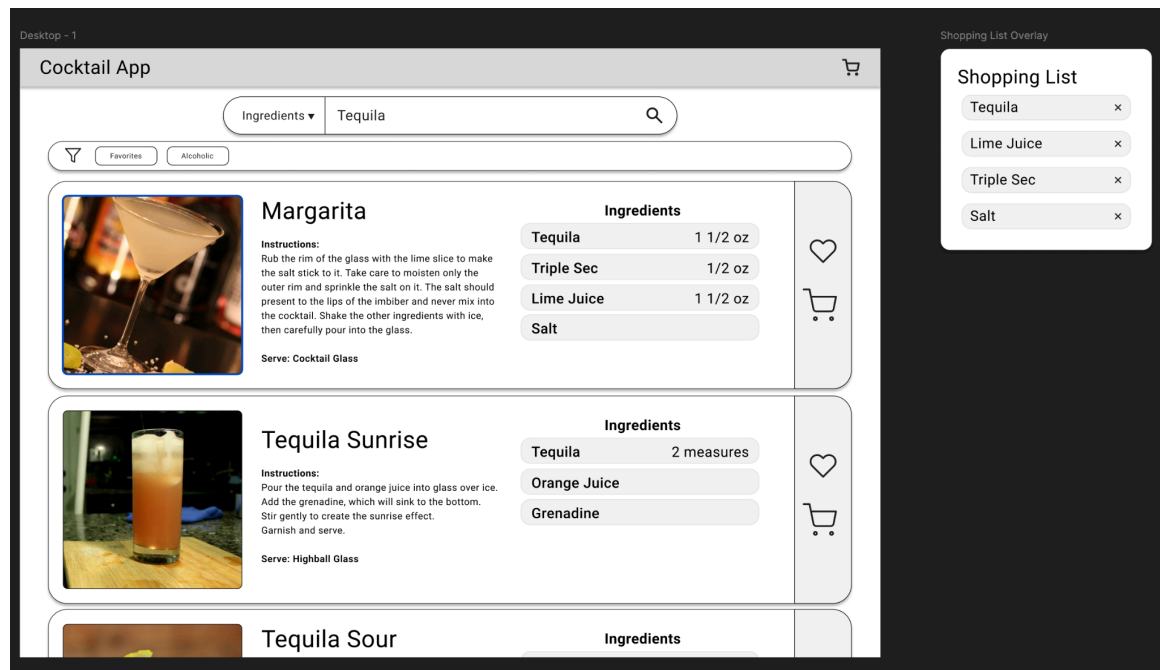 Desktop - 1
Cocktail App
Ingredients ▾ Tequila
Favorites Alcoholic
Margarita
Instructions:
Rub the rim of the glass with the lime slice to make
the salt stick to it. Take care to moisten only the
outer rim and sprinkle the salt on it. The salt should
present to the lips of the imbiber and never mix into
the cocktail. Shake the other ingredients with ice,
then carefully pour into the glass.
Serve: Cocktail Glass
Ingredients
Tequila 1 1/2 oz
Triple Sec 1/2 oz
Lime Juice 1 1/2 oz
Salt
Tequila Sunrise
Instructions:
Pour the tequila and orange juice into glass over ice.
Add the grenadine, which will sink to the bottom.
Stir gently to create the sunrise effect.
Garnish and serve.
Serve: Highball Glass
Ingredients
Tequila 2 measures
Orange Juice
Grenadine
Tequila Sour
Ingredients
Shopping List Overlay
Shopping List
Tequila ×
Lime Juice ×
Triple Sec ×
Salt ×